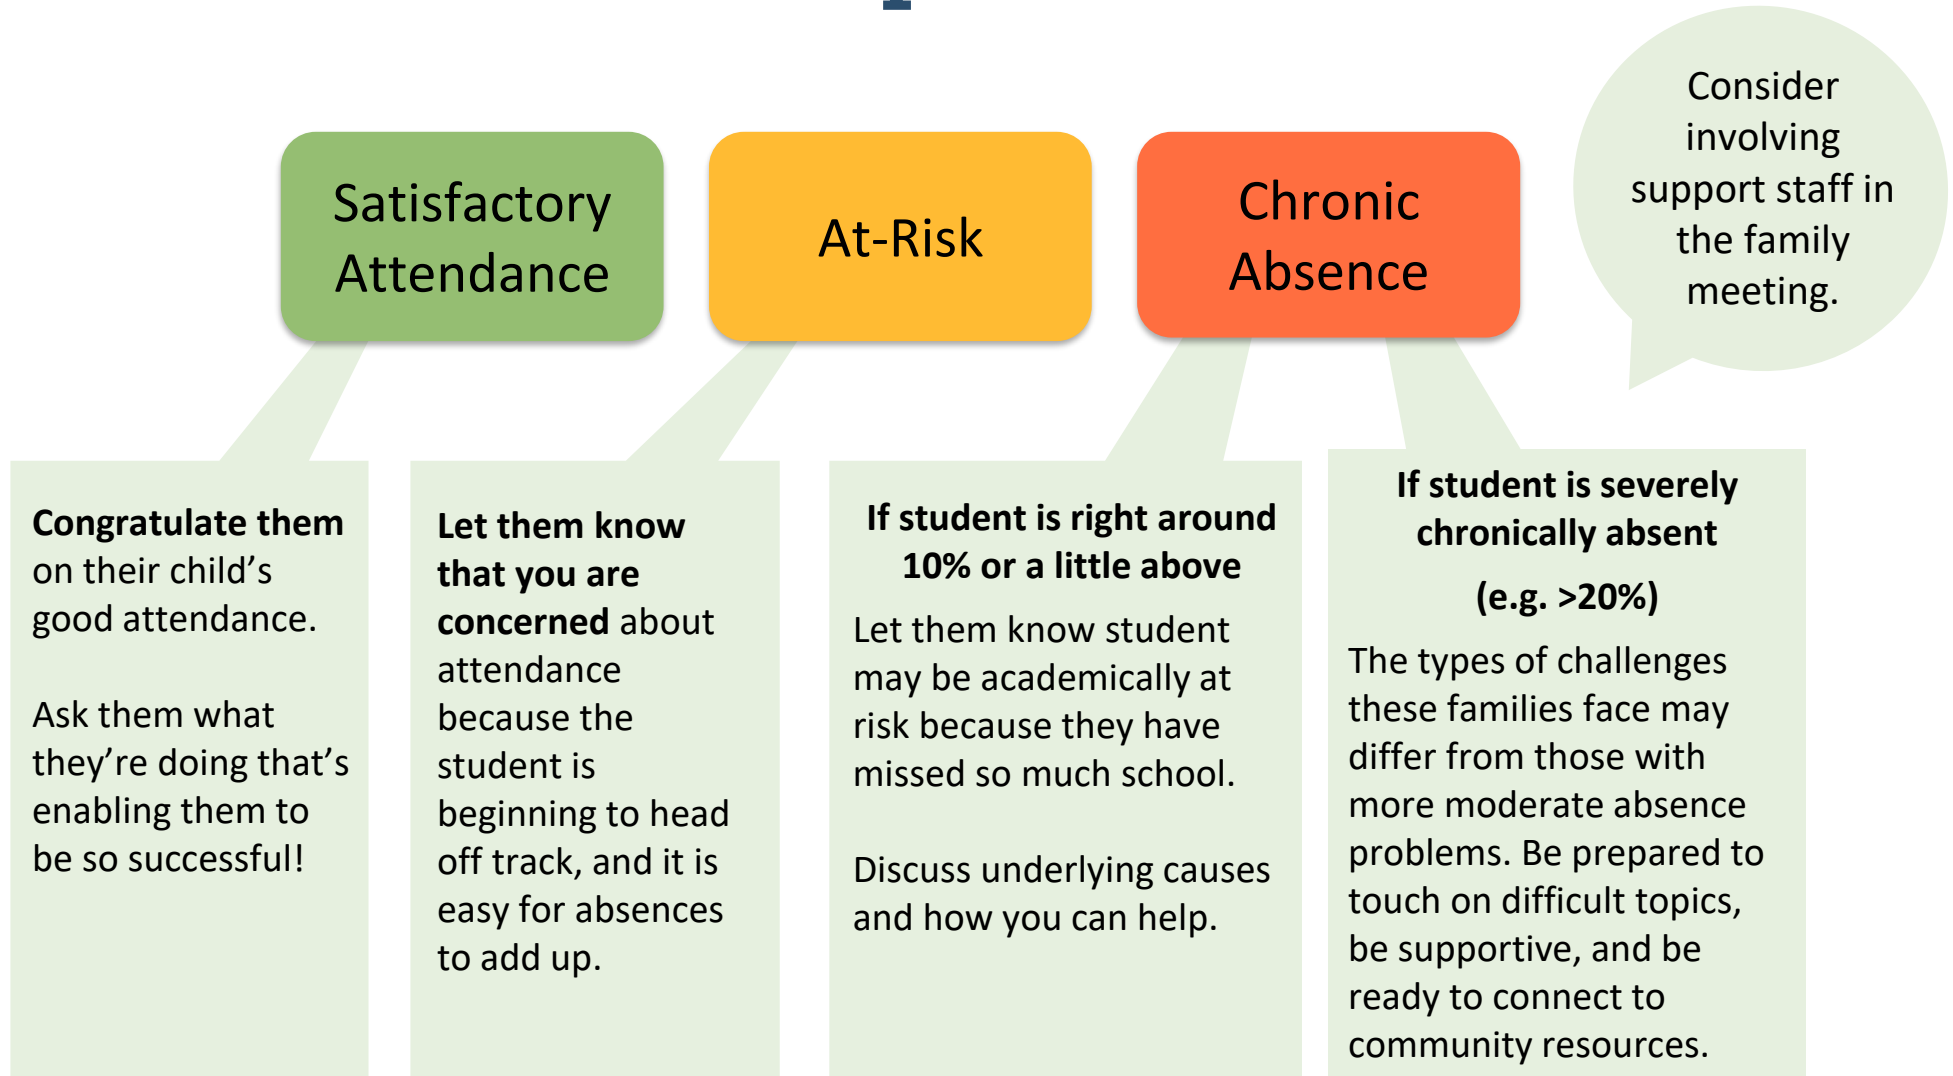 Satisfactory
Attendance
At-Risk
Chronic
Absence
Consider
involving
support staff in
the family
meeting.
Congratulate them
on their child’s
good attendance.
Ask them what
they’re doing that’s
enabling them to
be so successful!
Let them know
that you are
concerned about
attendance
because the
student is
beginning to head
off track, and it is
easy for absences
to add up.
If student is right around
10% or a little above
Let them know student
may be academically at
risk because they have
missed so much school.
Discuss underlying causes
and how you can help.
If student is severely
chronically absent
(e.g. >20%)
The types of challenges
these families face may
differ from those with
more moderate absence
problems. Be prepared to
touch on difficult topics,
be supportive, and be
ready to connect to
community resources.